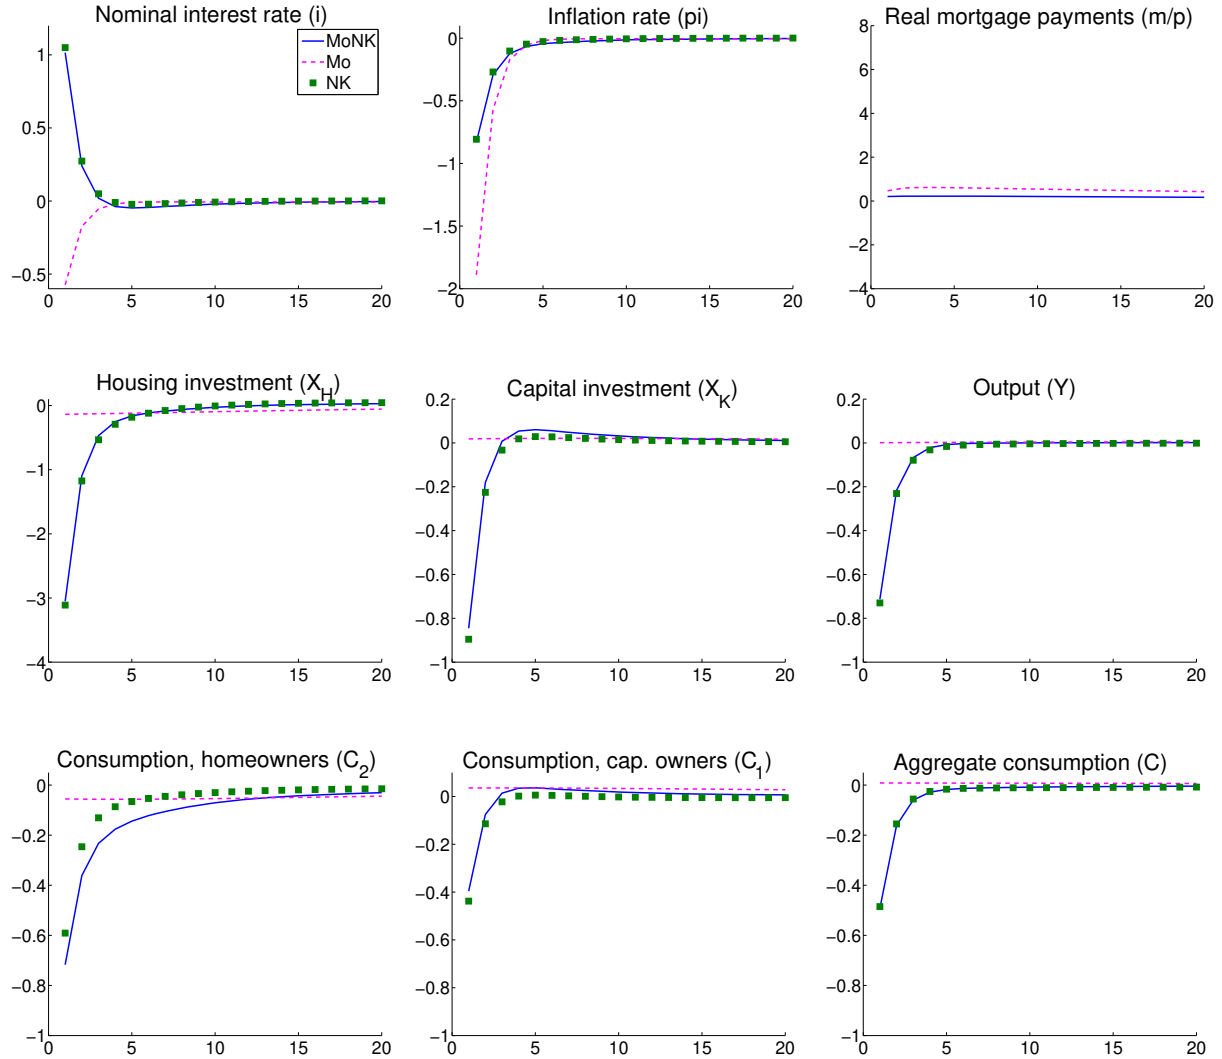 Nominal interest rate (i)
MoNK
Mo
NK
1
0.5
0
−0.5
0 5 10 15 20
Inflation rate (pi)
0
−0.5
−1
−1.5
−2
0 5 10 15 20
Real mortgage payments (m/p)
8
6
4
2
0
−2
−4
0 5 10 15 20
Housing investment (X_H)
0
−1
−2
−3
−4
0 5 10 15 20
Capital investment (X_K)
0.2
0
−0.2
−0.4
−0.6
−0.8
−1
0 5 10 15 20
Output (Y)
0.2
0
−0.2
−0.4
−0.6
−0.8
−1
0 5 10 15 20
Consumption, homeowners (C_2)
0
−0.2
−0.4
−0.6
−0.8
−1
0 5 10 15 20
Consumption, cap. owners (C_1)
0
−0.2
−0.4
−0.6
−0.8
−1
0 5 10 15 20
Aggregate consumption (C)
0
−0.2
−0.4
−0.6
−0.8
−1
0 5 10 15 20